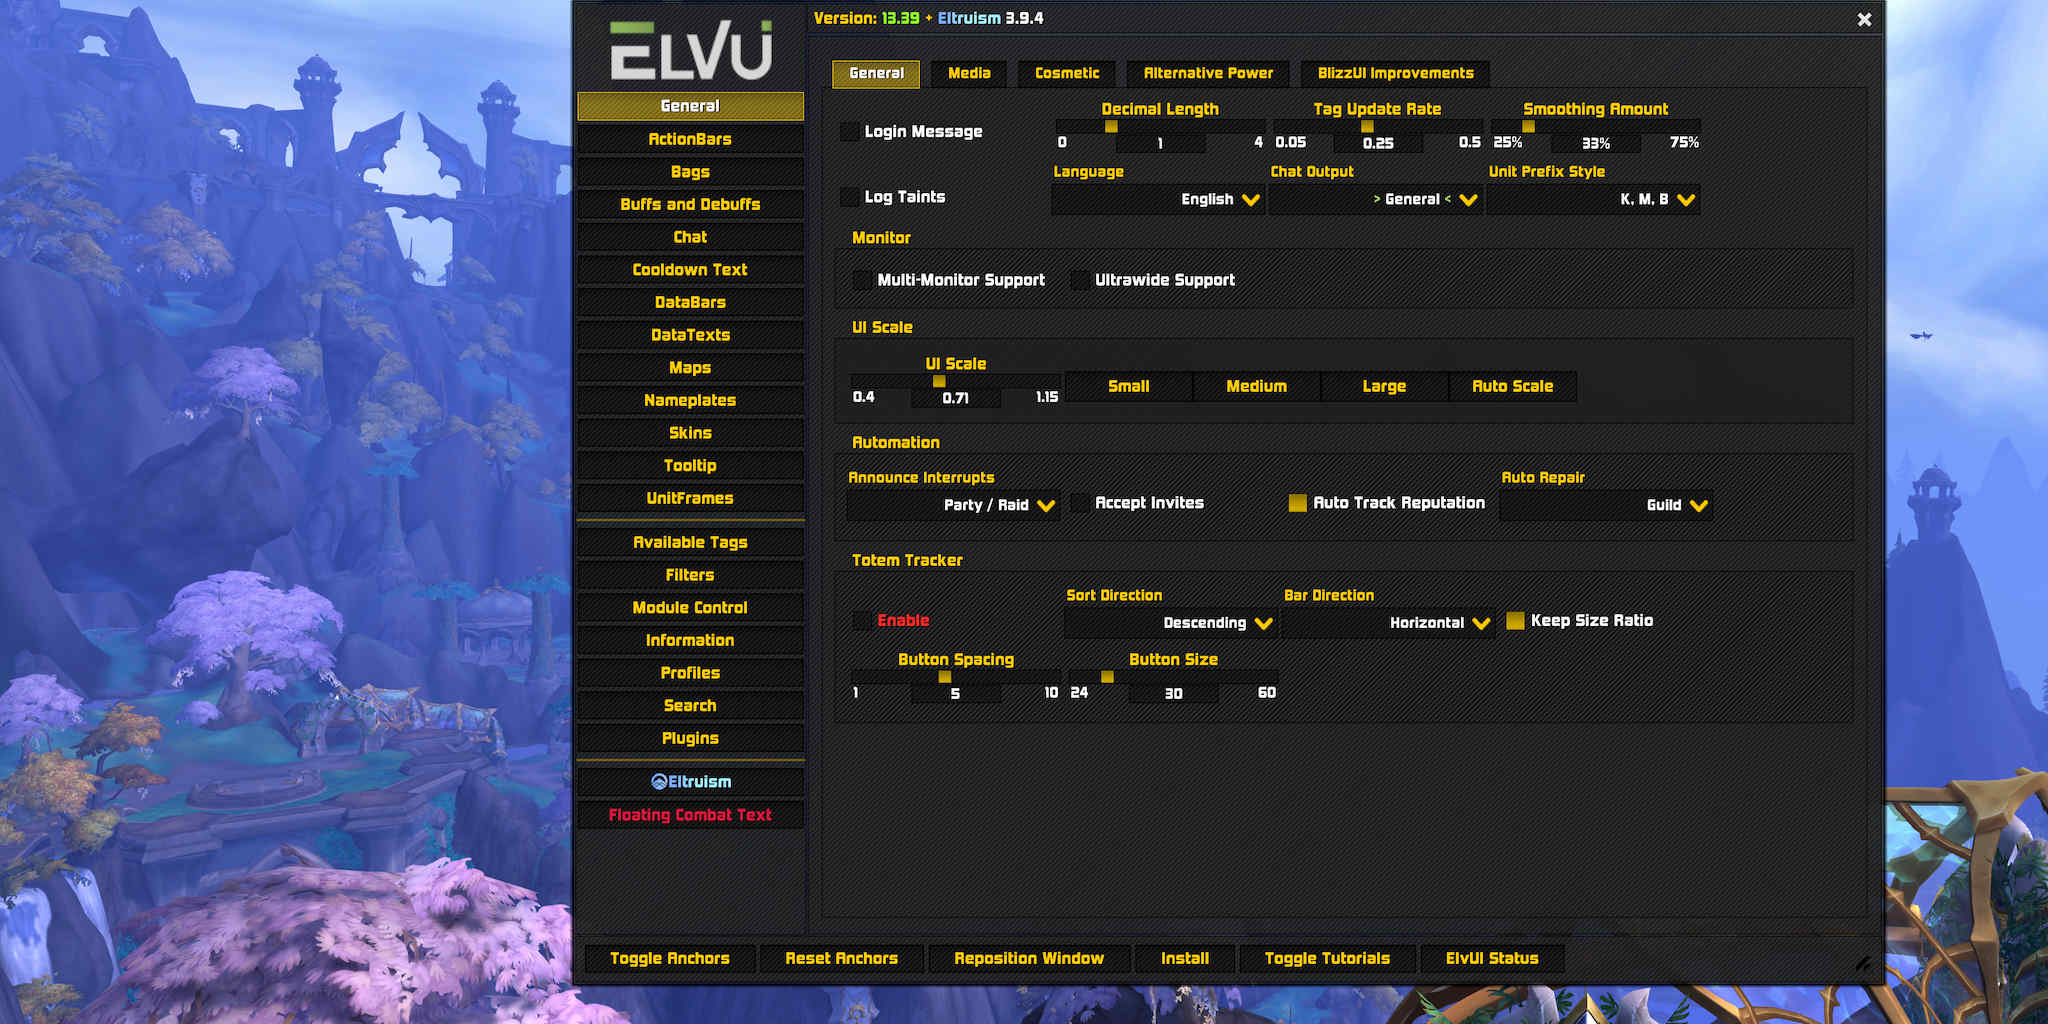 ELVUI
Version: 13.39 + Eltruism 3.9.4
General
ActionBars
Bags
Buffs and Debuffs
Chat
Cooldown Text
DataBars
DataTexts
Maps
Nameplates
Skins
Tooltip
UnitFrames
Available Tags
Filters
Module Control
Information
Profiles
Search
Plugins
Eltruism
Floating Combat Text
General Media Cosmetic Alternative Power BlizzUI Improvements
Decimal Length Tag Update Rate Smoothing Amount
Login Message
0 1 4 0.05 0.25 0.5 25% 33% 75%
Language Chat Output Unit Prefix Style
Log Taints English > General < K, M, B
Monitor
Multi-Monitor Support Ultrawide Support
UI Scale
UI Scale
Small Medium Large Auto Scale
0.4 0.71 1.15
Automation
Announce Interrupts Auto Repair
Party / Raid Accept Invites Auto Track Reputation Guild
Totem Tracker
Sort Direction Bar Direction
Enable Descending Horizontal Keep Size Ratio
Button Spacing Button Size
1 5 10 24 30 60
Toggle Anchors Reset Anchors Reposition Window Install Toggle Tutorials ElvUI Status